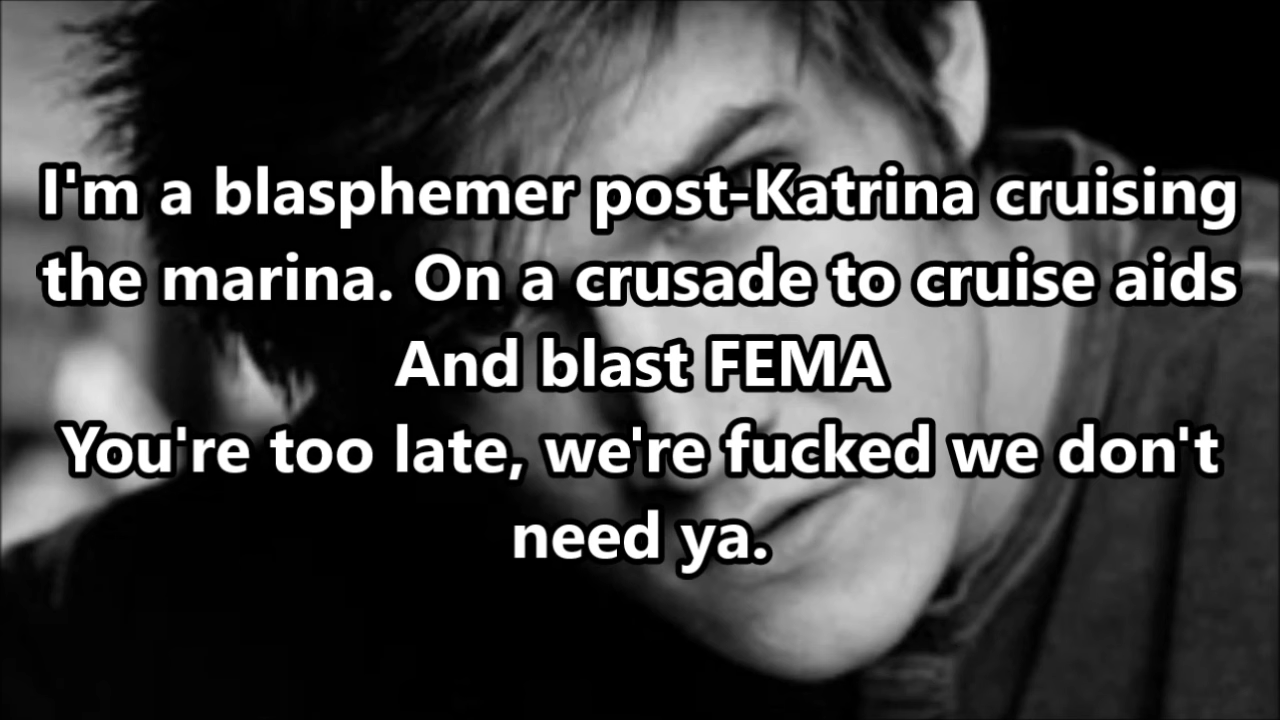 I'm a blasphemer post-Katrina cruising
the marina. On a crusade to cruise aids
And blast FEMA
You're too late, we're fucked we don't
need ya.